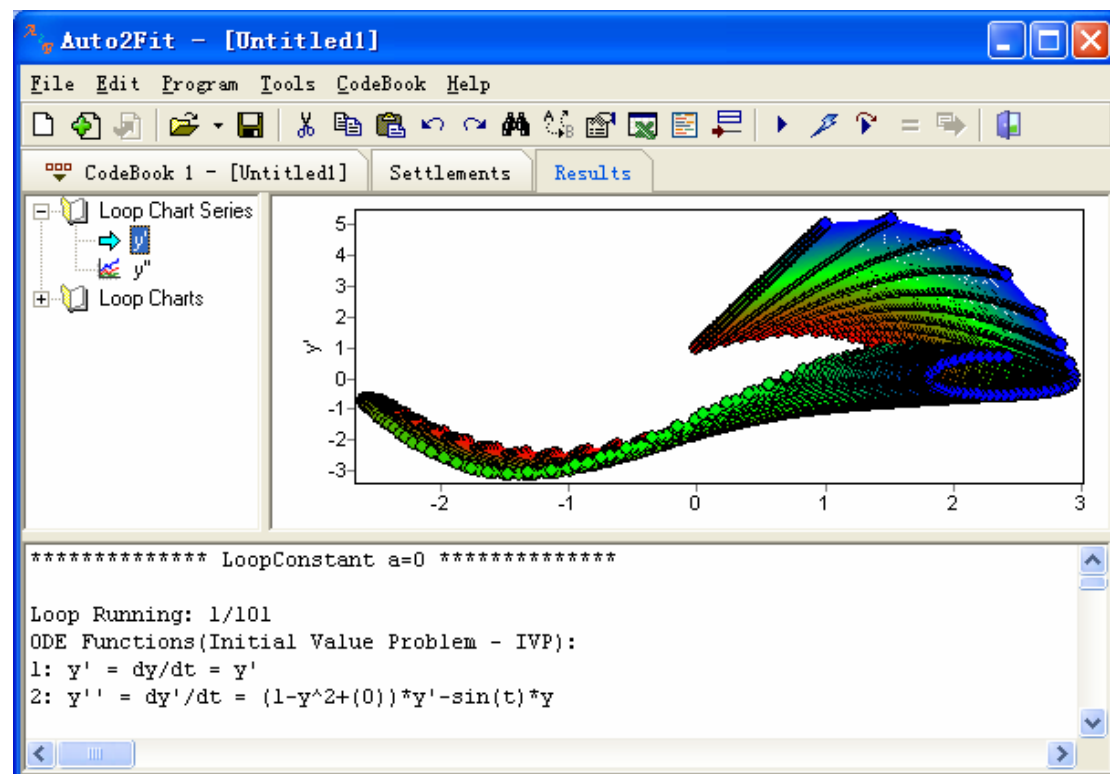 Auto2Fit - [Untitled1]
File Edit Program Tools CodeBook Help
CodeBook 1 - [Untitled1] Settlements Results
Loop Chart Series
y'
y"
Loop Charts
y'
5
4
3
2
1
0
-1
-2
-3
-2 -1 0 1 2 3
************** LoopConstant a=0 **************
Loop Running: 1/101
ODE Functions(Initial Value Problem - IVP):
1: y' = dy/dt = y'
2: y'' = dy'/dt = (1-y^2+(0))*y'-sin(t)*y